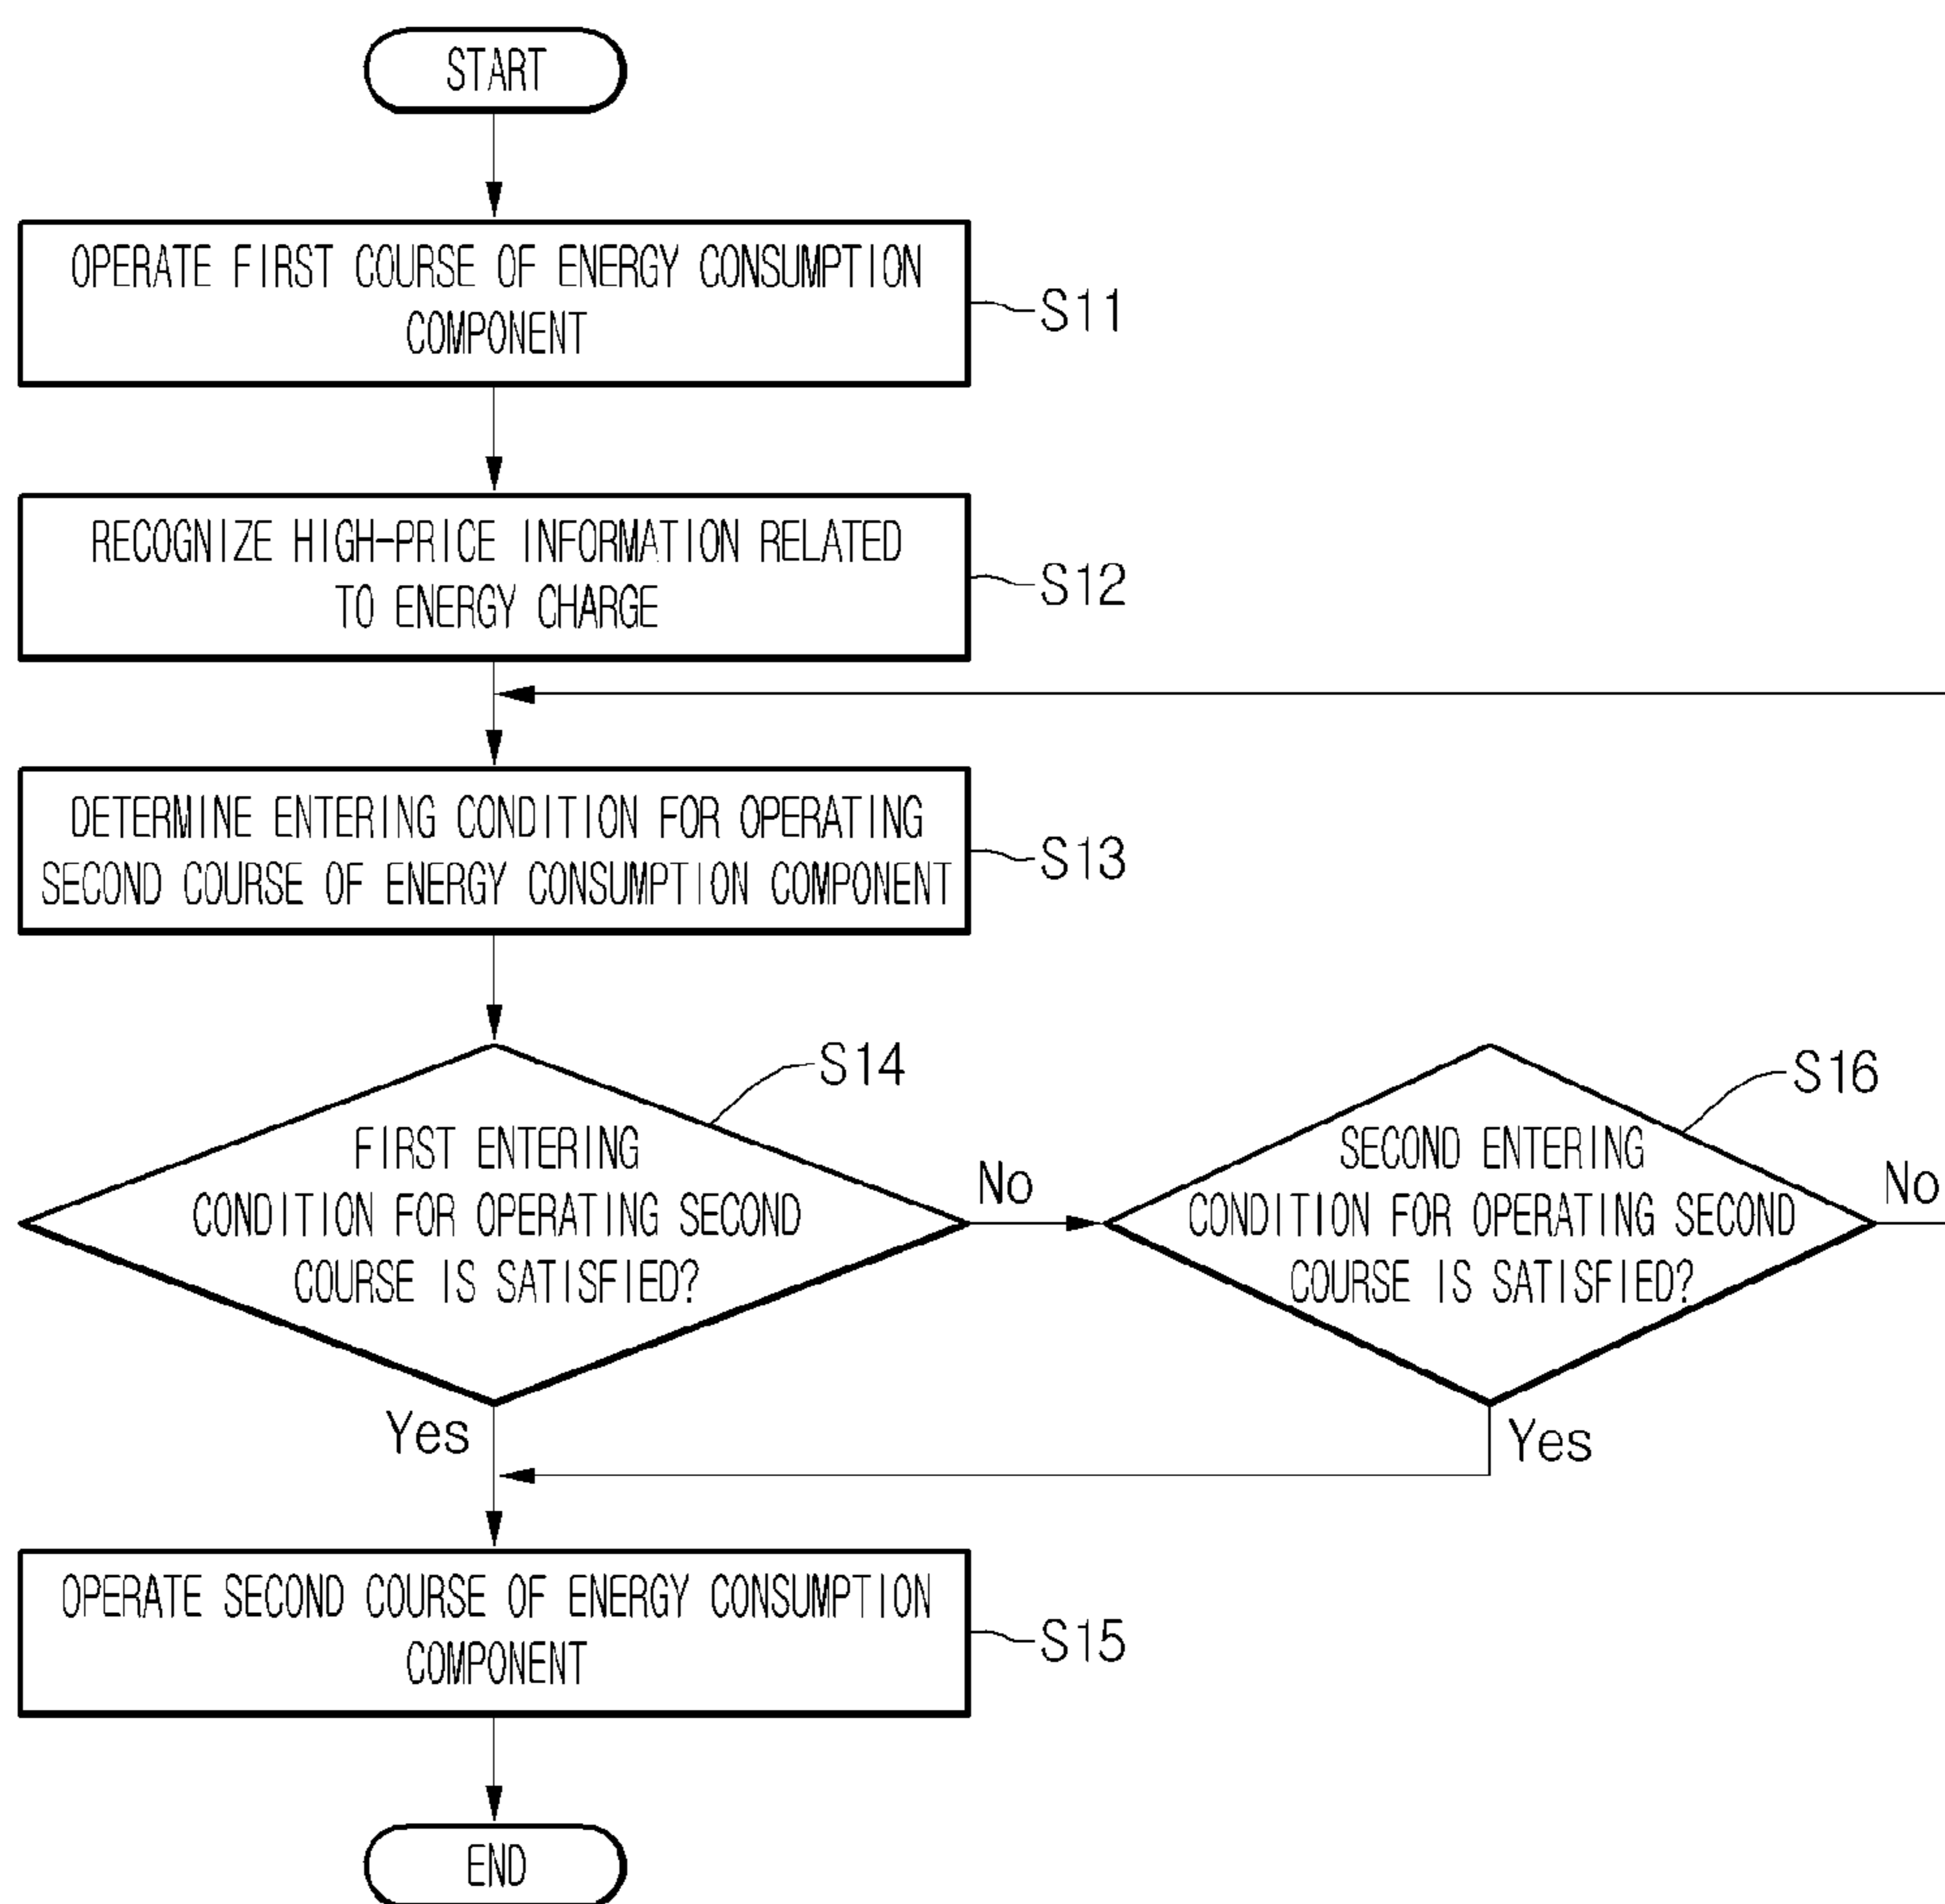 START
OPERATE FIRST COURSE OF ENERGY CONSUMPTION
COMPONENT
S11
RECOGNIZE HIGH-PRICE INFORMATION RELATED
TO ENERGY CHARGE
S12
DETERMINE ENTERING CONDITION FOR OPERATING
SECOND COURSE OF ENERGY CONSUMPTION COMPONENT
S13
S14
FIRST ENTERING
CONDITION FOR OPERATING SECOND
COURSE IS SATISFIED?
No
Yes
S16
SECOND ENTERING
CONDITION FOR OPERATING SECOND
COURSE IS SATISFIED?
No
Yes
OPERATE SECOND COURSE OF ENERGY CONSUMPTION
COMPONENT
S15
END